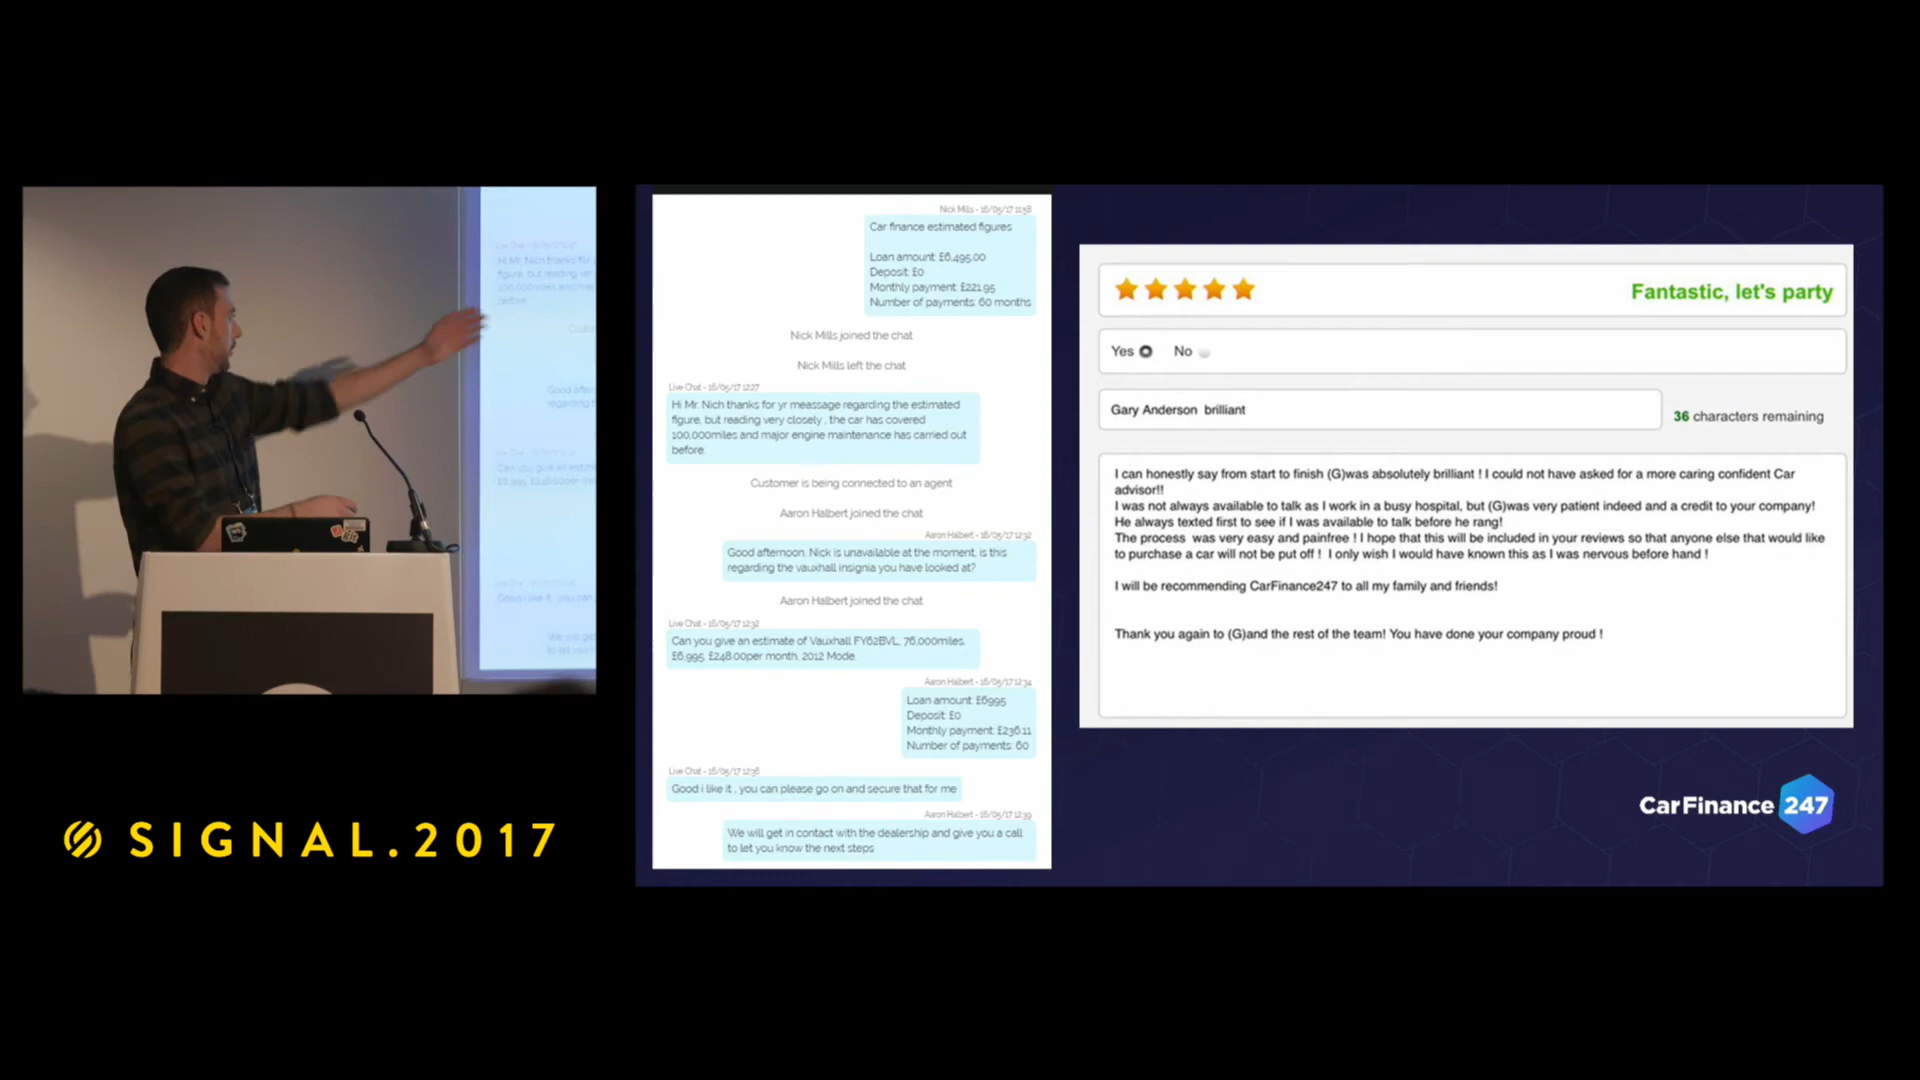 Nick Mills - 16/05/17 11:58
Car finance estimated figures
Loan amount: £6,495.00
Deposit: £0
Monthly payment: £221.95
Number of payments: 60 months
Nick Mills joined the chat
Nick Mills left the chat
Live Chat - 16/05/17 12:27
Hi Mr. Nich thanks for yr meassage regarding the estimated
figure, but reading very closely , the car has covered
100,000miles and major engine maintenance has carried out
before.
Customer is being connected to an agent
Aaron Halbert joined the chat
Aaron Halbert - 16/05/17 12:32
Good afternoon, Nick is unavailable at the moment, is this
regarding the vauxhall insignia you have looked at?
Aaron Halbert joined the chat
Live Chat - 16/05/17 12:32
Can you give an estimate of Vauxhall FY62BVL, 76,000miles,
£6,995, £248.00per month. 2012 Mode.
Aaron Halbert - 16/05/17 12:34
Loan amount: £6995
Deposit: £0
Monthly payment: £236.11
Number of payments: 60
Live Chat - 16/05/17 12:36
Good i like it , you can please go on and secure that for me
Aaron Halbert - 16/05/17 12:39
We will get in contact with the dealership and give you a call
to let you know the next steps
Fantastic, let's party
Yes No
Gary Anderson brilliant
36 characters remaining
I can honestly say from start to finish (G)was absolutely brilliant ! I could not have asked for a more caring confident Car
advisor!!
I was not always available to talk as I work in a busy hospital, but (G)was very patient indeed and a credit to your company!
He always texted first to see if I was available to talk before he rang!
The process was very easy and painfree ! I hope that this will be included in your reviews so that anyone else that would like
to purchase a car will not be put off ! I only wish I would have known this as I was nervous before hand !
I will be recommending CarFinance247 to all my family and friends!
Thank you again to (G)and the rest of the team! You have done your company proud !
CarFinance 247
SIGNAL.2017